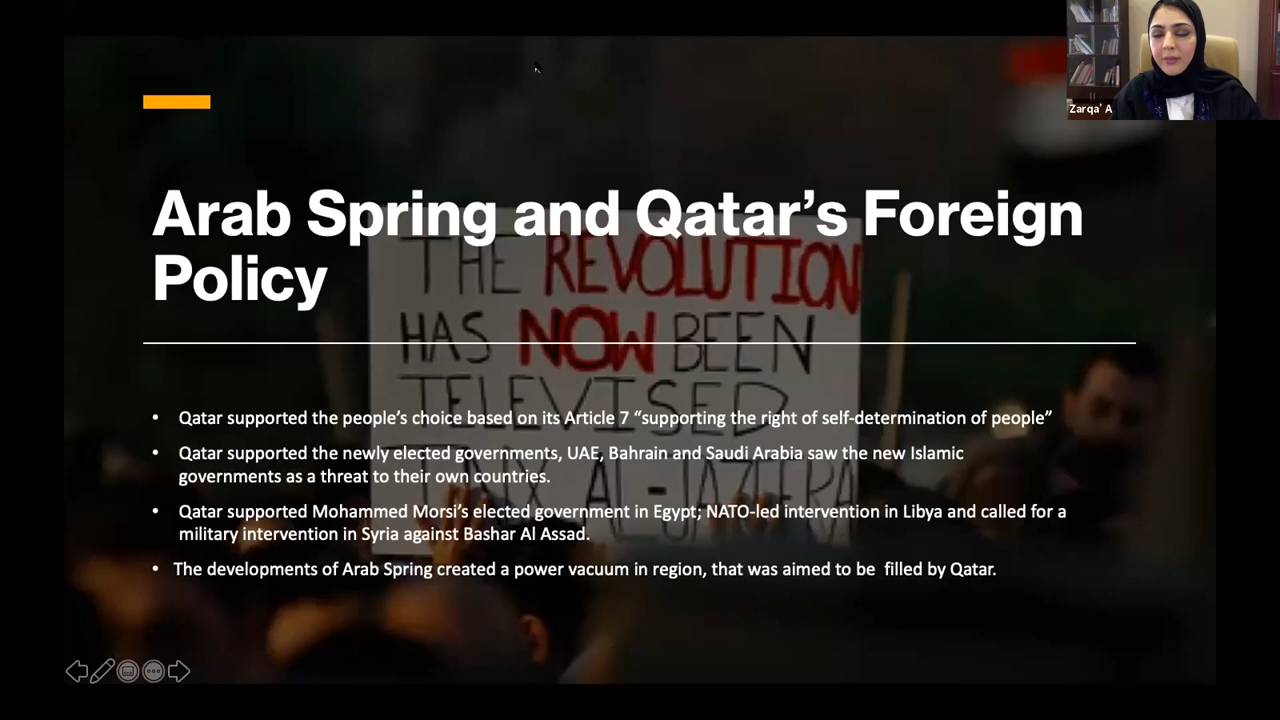 Zarqa' A
Arab Spring and Qatar’s Foreign
Policy
THE REVOLUTION
HAS NOW BEEN
TELEVISED
AL-JAZEERA
• Qatar supported the people’s choice based on its Article 7 “supporting the right of self-determination of people”
• Qatar supported the newly elected governments, UAE, Bahrain and Saudi Arabia saw the new Islamic
governments as a threat to their own countries.
• Qatar supported Mohammed Morsi’s elected government in Egypt; NATO-led intervention in Libya and called for a
military intervention in Syria against Bashar Al Assad.
• The developments of Arab Spring created a power vacuum in region, that was aimed to be  filled by Qatar.